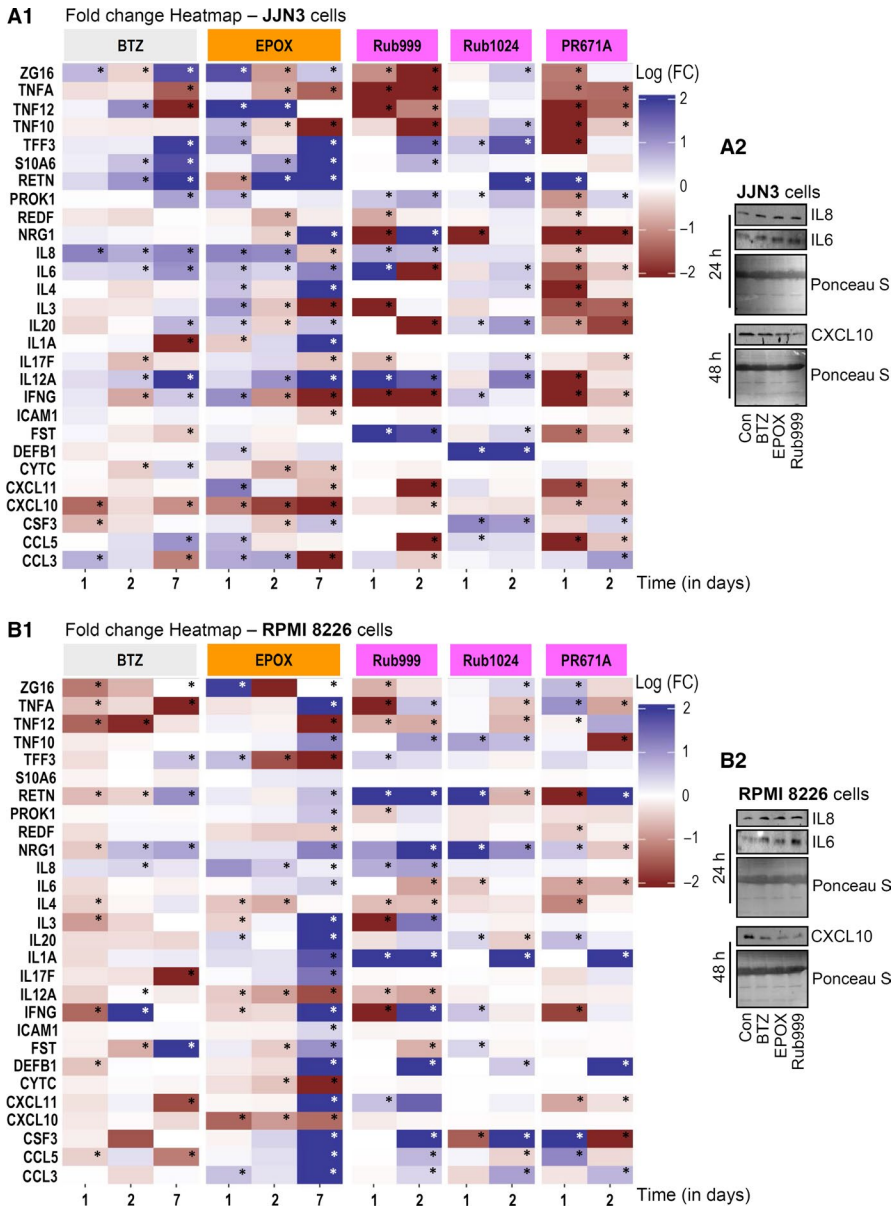 A1 Fold change Heatmap – JJN3 cells
BTZ EPOX Rub999 Rub1024 PR671A
Log (FC)
2
1
0
−1
−2
ZG16
TNFA
TNF12
TNF10
TFF3
S10A6
RETN
PROK1
REDF
NRG1
IL8
IL6
IL4
IL3
IL20
IL1A
IL17F
IL12A
IFNG
ICAM1
FST
DEFB1
CYTC
CXCL11
CXCL10
CSF3
CCL5
CCL3
1 2 7 1 2 7 1 2 1 2 1 2 Time (in days)
A2
JJN3 cells
IL8
IL6
24 h
Ponceau S
CXCL10
48 h
Ponceau S
Con
BTZ
EPOX
Rub999
B1 Fold change Heatmap – RPMI 8226 cells
BTZ EPOX Rub999 Rub1024 PR671A
Log (FC)
2
1
0
−1
−2
ZG16
TNFA
TNF12
TNF10
TFF3
S10A6
RETN
PROK1
REDF
NRG1
IL8
IL6
IL4
IL3
IL20
IL1A
IL17F
IL12A
IFNG
ICAM1
FST
DEFB1
CYTC
CXCL11
CXCL10
CSF3
CCL5
CCL3
1 2 7 1 2 7 1 2 1 2 1 2 Time (in days)
B2
RPMI 8226 cells
IL8
IL6
24 h
Ponceau S
CXCL10
48 h
Ponceau S
Con
BTZ
EPOX
Rub999